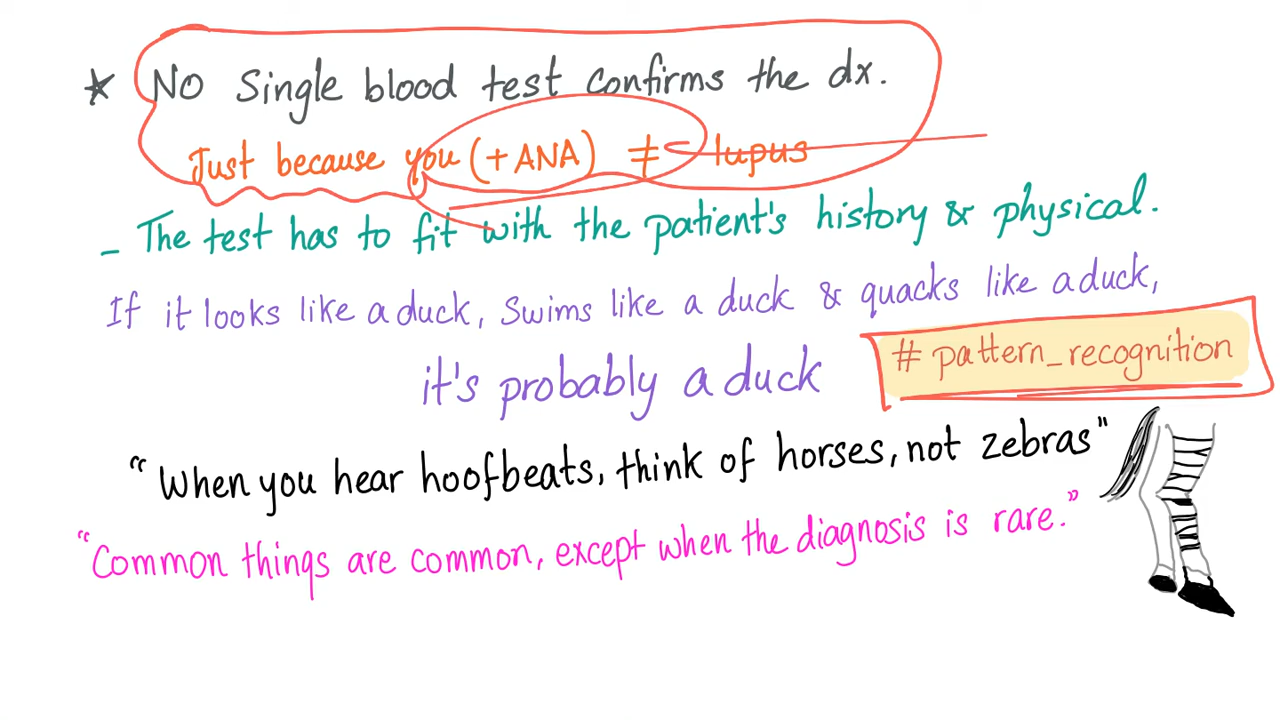 ★ No Single blood test confirms the dx.
Just because you (+ANA) ≠ lupus
- The test has to fit with the patient's history & physical.
If it looks like a duck, Swims like a duck & quacks like a duck,
it's probably a duck
# pattern_recognition
"When you hear hoofbeats, think of horses, not zebras"
"Common things are common, except when the diagnosis is rare."